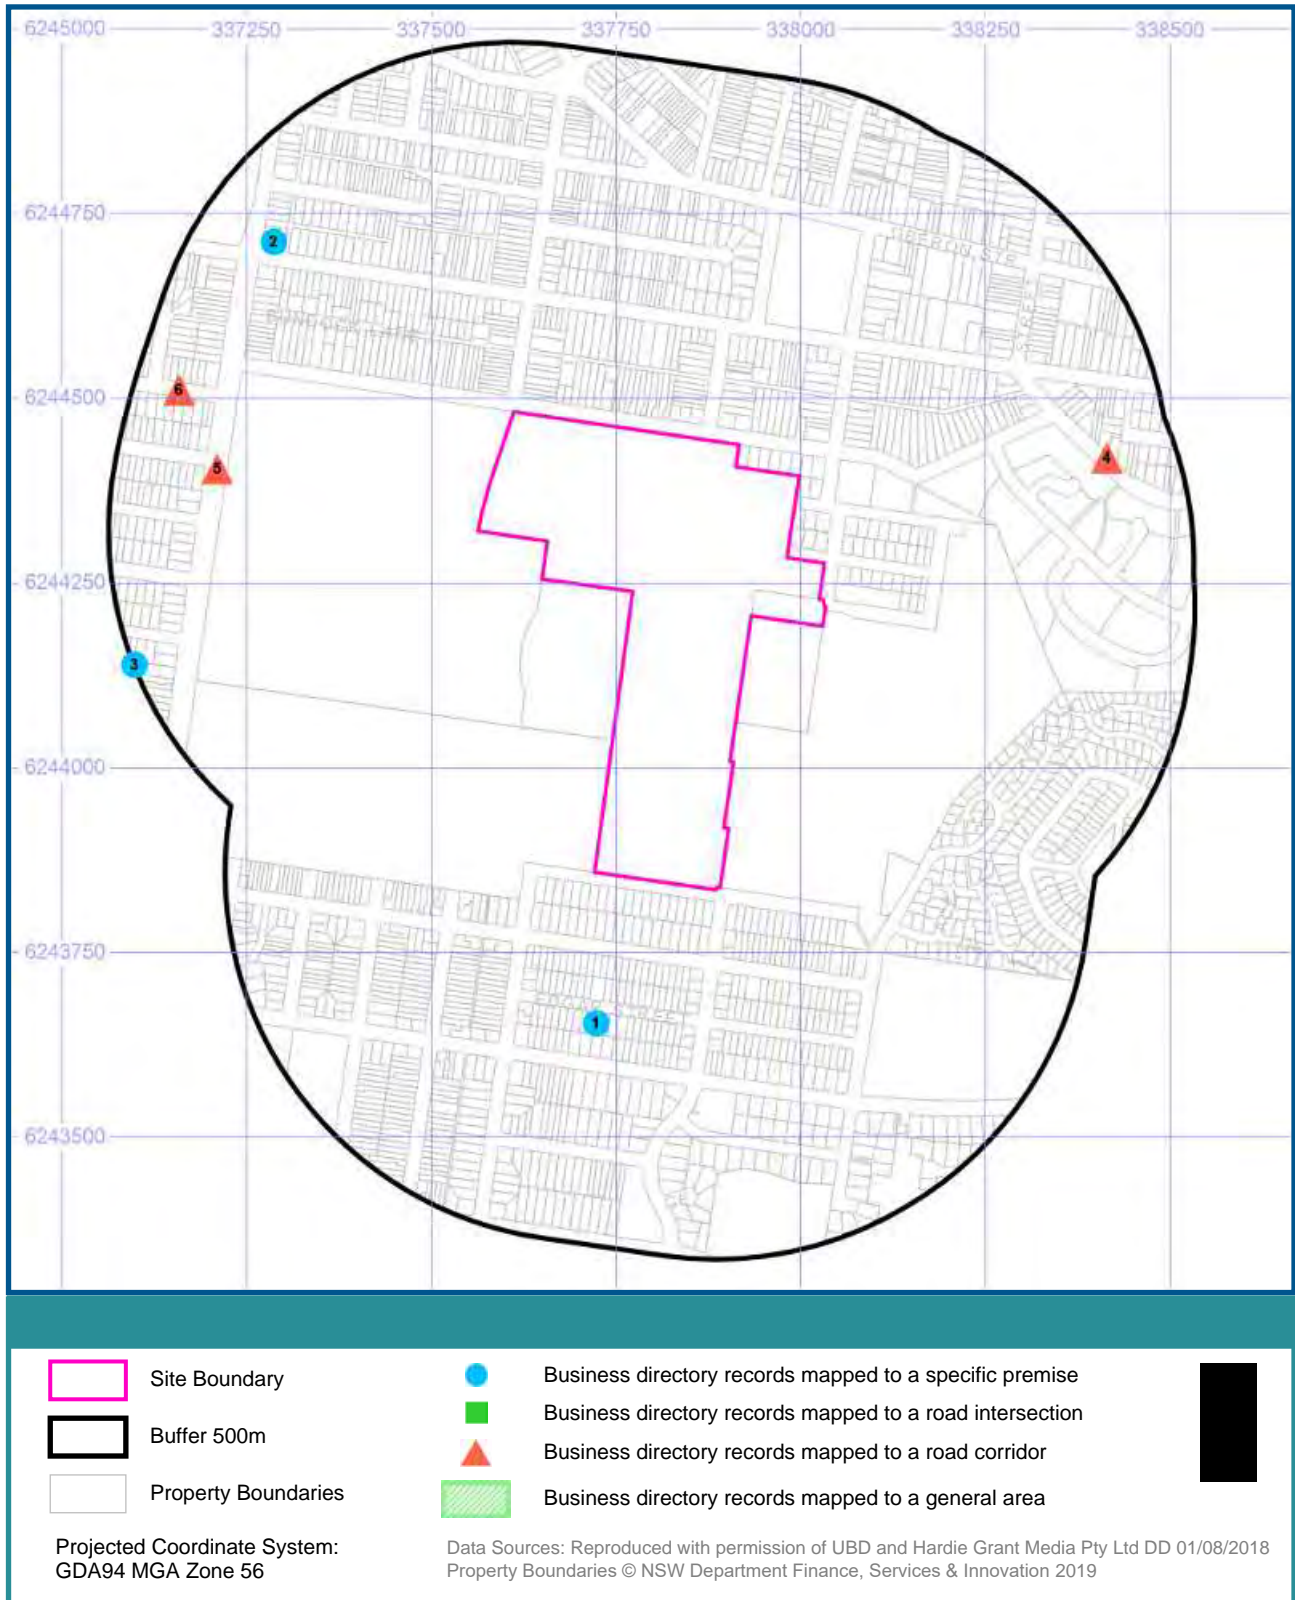 6245000 337250 337500 337750 338000 338250 338500
6244750
2
6244500
6
5
4
6244250
3
6244000
6243750
1
6243500
Site Boundary
Buffer 500m
Property Boundaries
Projected Coordinate System:
GDA94 MGA Zone 56
Business directory records mapped to a specific premise
Business directory records mapped to a road intersection
Business directory records mapped to a road corridor
Business directory records mapped to a general area
Data Sources: Reproduced with permission of UBD and Hardie Grant Media Pty Ltd DD 01/08/2018
Property Boundaries © NSW Department Finance, Services & Innovation 2019